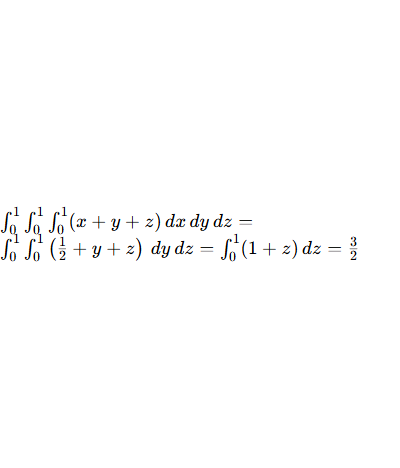 ∫₀¹ ∫₀¹ ∫₀¹ (x + y + z) dx dy dz =
∫₀¹ ∫₀¹ (½ + y + z) dy dz = ∫₀¹ (1 + z) dz = 3/2